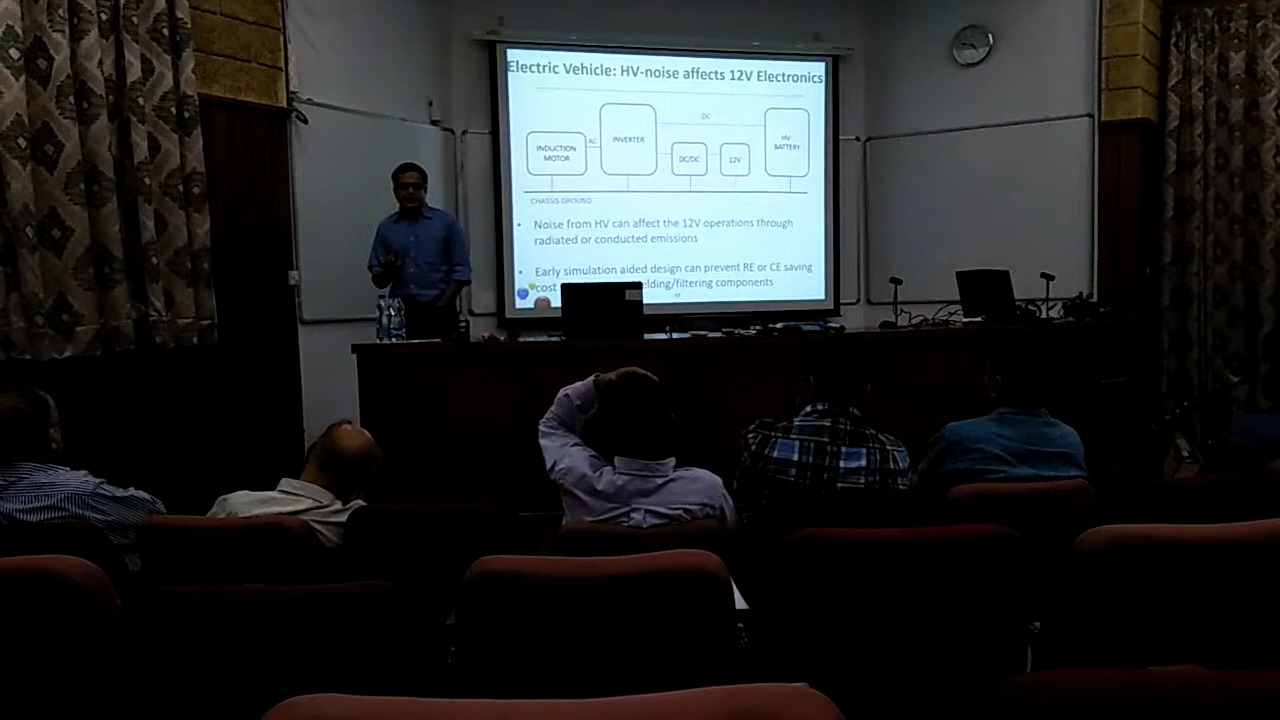 Electric Vehicle: HV-noise affects 12V Electronics
DC
INDUCTION
MOTOR
AC
INVERTER
DC/DC
12V
HV
BATTERY
CHASSIS GROUND
• Noise from HV can affect the 12V operations through
radiated or conducted emissions
• Early simulation aided design can prevent RE or CE saving
cost elding/filtering components